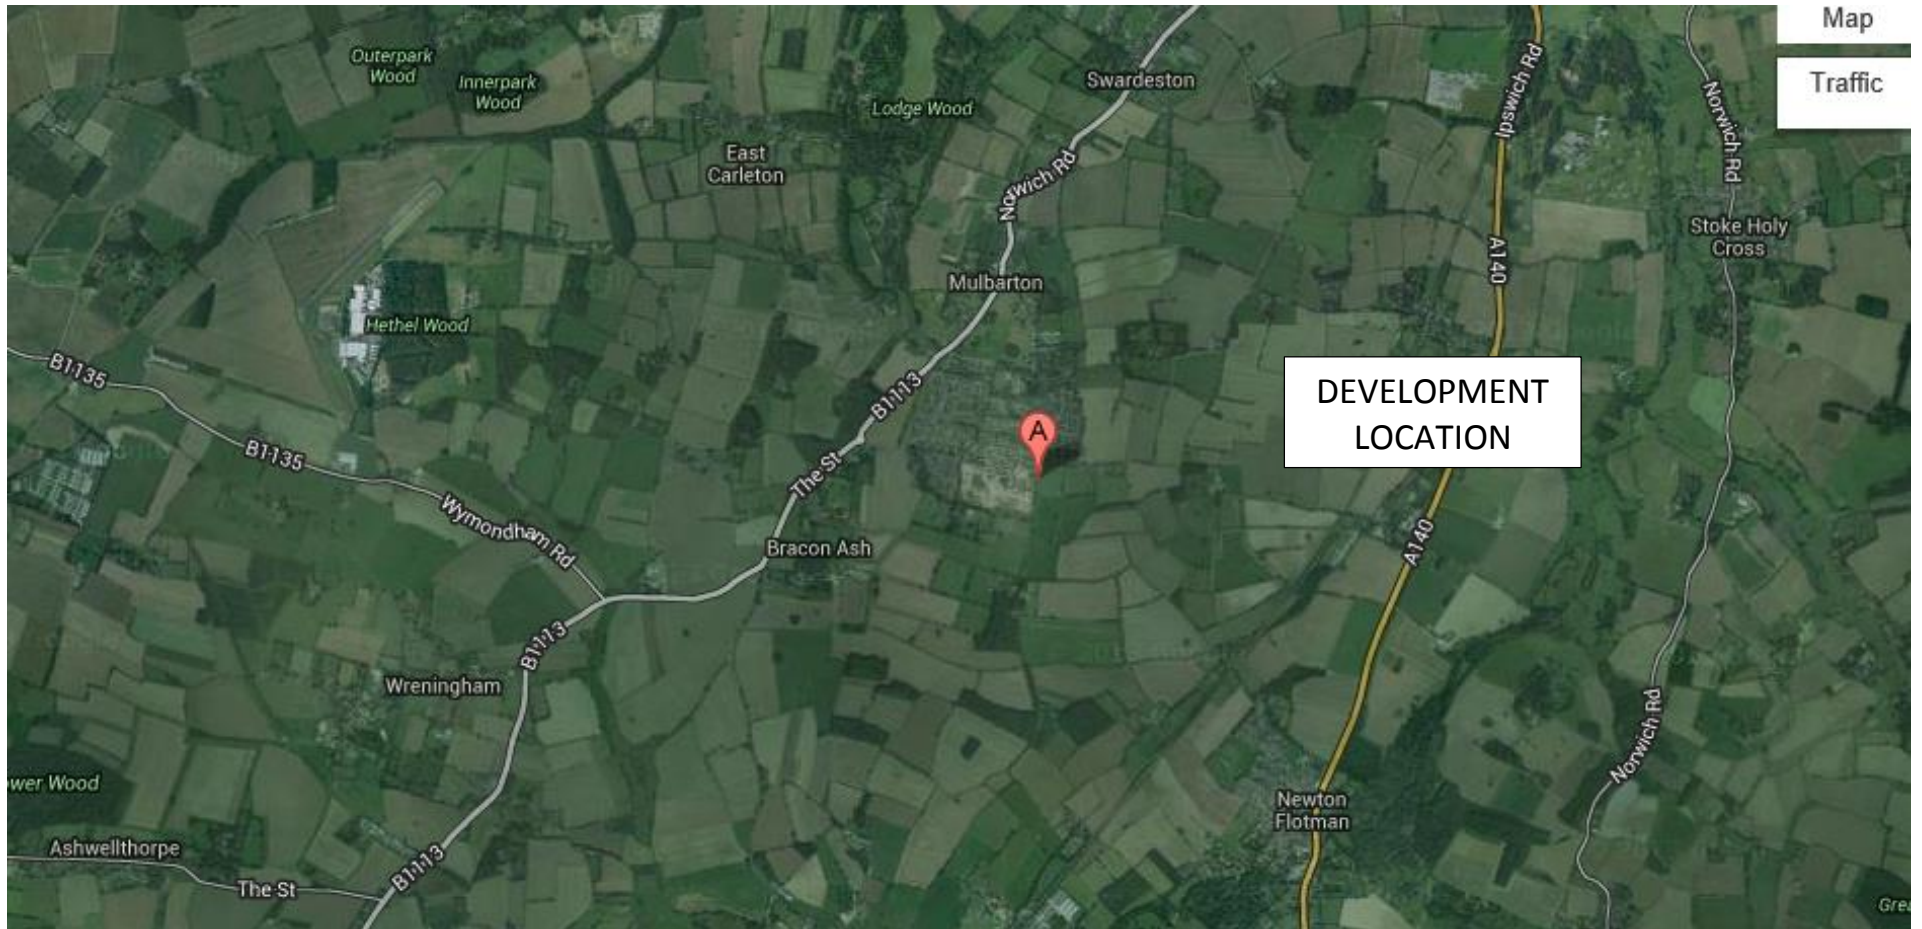 Map
Traffic
Outerpark
Wood
Innerpark
Wood
Lodge Wood
Swardeston
Ipswich Rd
Norwich Rd
East
Carleton
Norwich Rd
Stoke Holy
Cross
A140
Mulbarton
Hethel Wood
B1135
B1113
DEVELOPMENT
LOCATION
A
B1135
The St
Wymondham Rd
A140
Bracon Ash
B1113
Wreningham
Norwich Rd
ower Wood
Newton
Flotman
Ashwellthorpe
B1113
The St
Grea